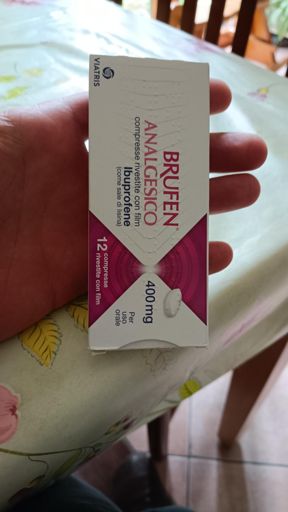 BRUFEN
ANALGESICO
compresse rivestite con film
Ibuprofene
(come sale di lisina)
12 compresse
rivestite con film
400 mg
Per
uso
orale
VIATRIS